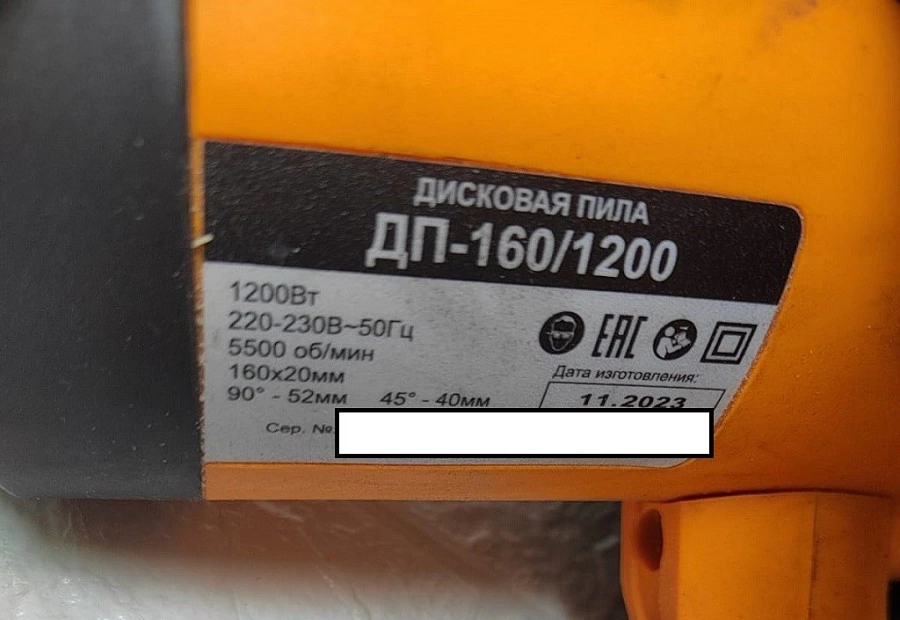 ДИСКОВАЯ ПИЛА
ДП-160/1200
1200Вт
220-230В~50Гц
5500 об/мин
160х20мм
90° - 52мм 45° - 40мм
EAC
Дата изготовления:
11.2023
Сер. №: